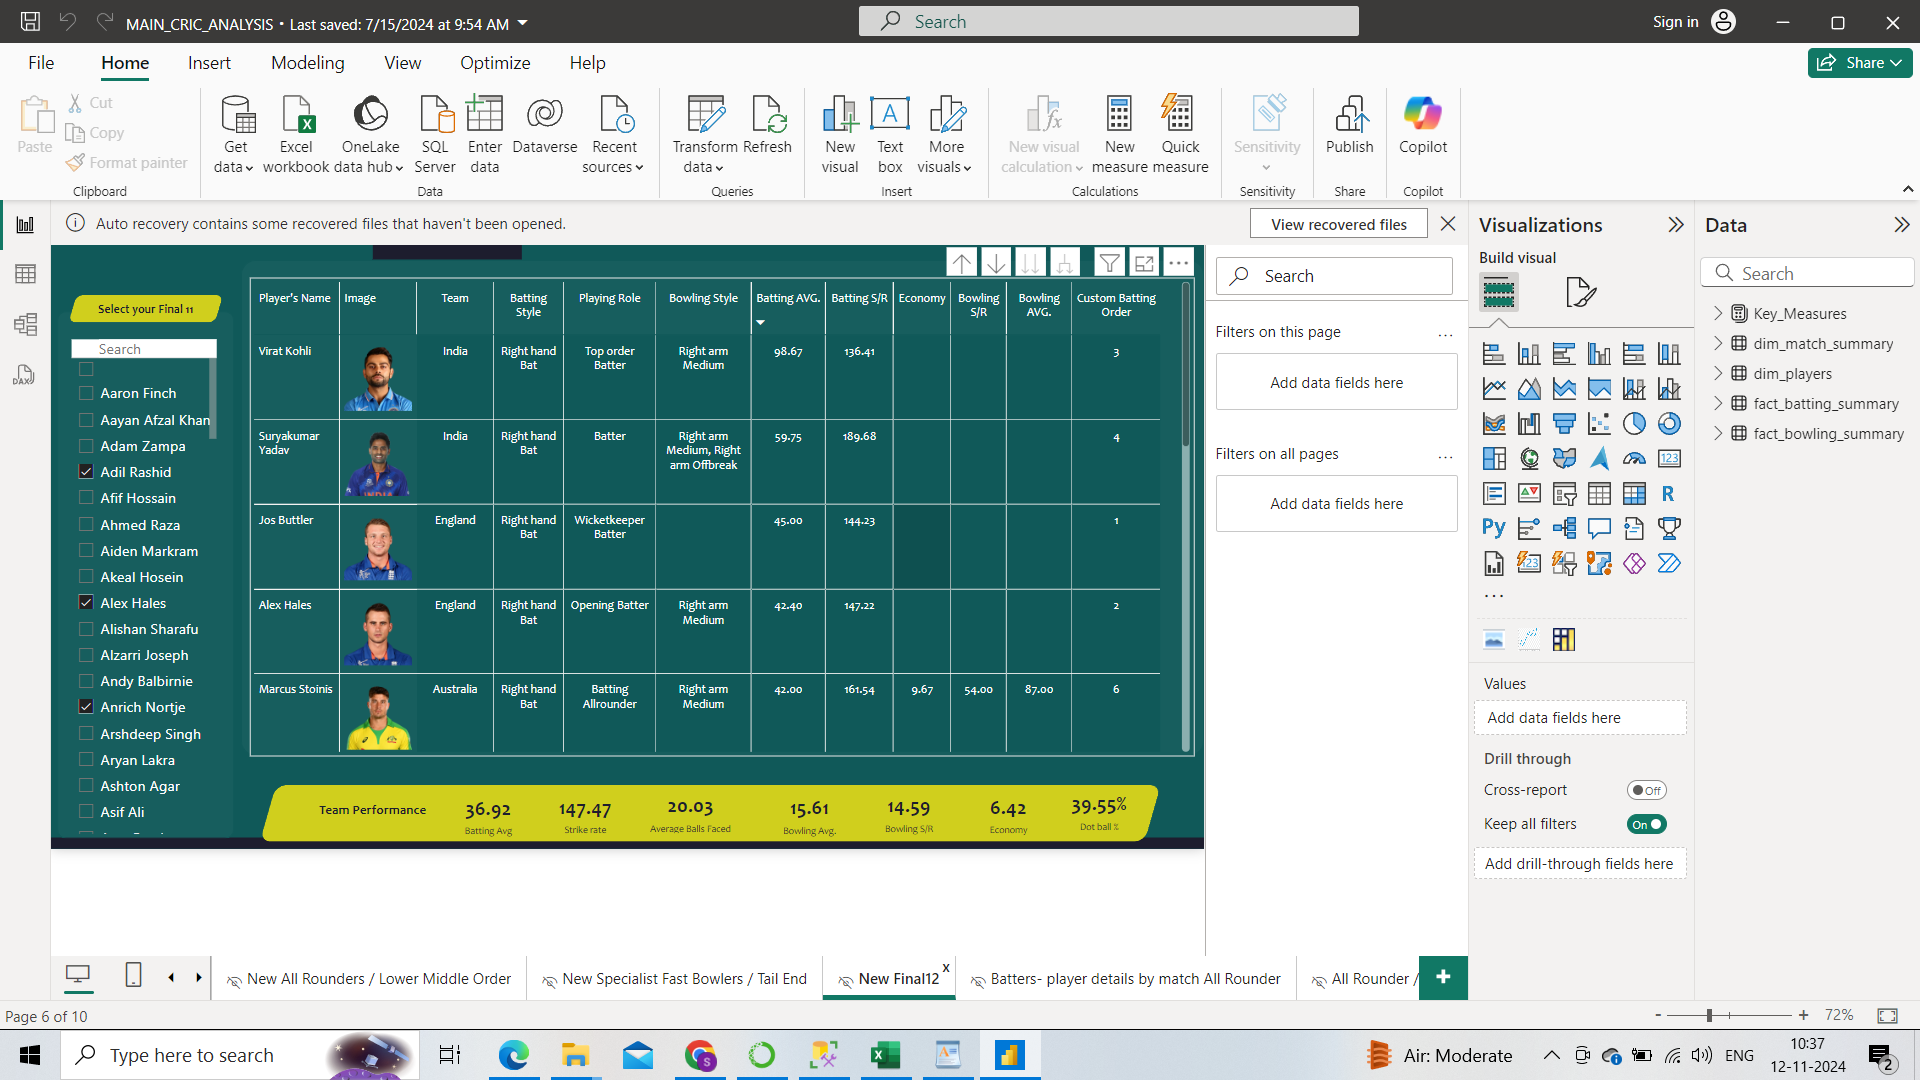 MAIN_CRIC_ANALYSIS • Last saved: 7/15/2024 at 9:54 AM
Search
Sign in
File Home Insert Modeling View Optimize Help
Share
Paste
Cut
Copy
Format painter
Clipboard
Get data
Excel workbook
OneLake data hub
SQL Server
Enter data
Dataverse
Recent sources
Data
Transform data
Refresh
Queries
New visual
Text box
More visuals
Insert
New visual calculation
New measure
Quick measure
Calculations
Sensitivity
Sensitivity
Publish
Share
Copilot
Copilot
Auto recovery contains some recovered files that haven't been opened.
View recovered files
Select your Final 11
Search
Aaron Finch
Aayan Afzal Khan
Adam Zampa
Adil Rashid
Afif Hossain
Ahmed Raza
Aiden Markram
Akeal Hosein
Alex Hales
Alishan Sharafu
Alzarri Joseph
Andy Balbirnie
Anrich Nortje
Arshdeep Singh
Aryan Lakra
Ashton Agar
Asif Ali
Player's Name Image Team Batting Style Playing Role Bowling Style Batting AVG. Batting S/R Economy Bowling S/R Bowling AVG. Custom Batting Order
Virat Kohli India Right hand Bat Top order Batter Right arm Medium 98.67 136.41 3
Suryakumar Yadav India Right hand Bat Batter Right arm Medium, Right arm Offbreak 59.75 189.68 4
INDIA
Jos Buttler England Right hand Bat Wicketkeeper Batter 45.00 144.23 1
Alex Hales England Right hand Bat Opening Batter Right arm Medium 42.40 147.22 2
Marcus Stoinis Australia Right hand Bat Batting Allrounder Right arm Medium 42.00 161.54 9.67 54.00 87.00 6
Team Performance
36.92 Batting Avg
147.47 Strike rate
20.03 Average Balls Faced
15.61 Bowling Avg.
14.59 Bowling S/R
6.42 Economy
39.55% Dot ball %
Search
Filters on this page
...
Add data fields here
Filters on all pages
...
Add data fields here
Visualizations
Build visual
123
R
Py
123
...
Values
Add data fields here
Drill through
Cross-report
Off
Keep all filters
On
Add drill-through fields here
Data
Search
Key_Measures
dim_match_summary
dim_players
fact_batting_summary
fact_bowling_summary
DAX
New All Rounders / Lower Middle Order
New Specialist Fast Bowlers / Tail End
New Final12
x
Batters- player details by match All Rounder
All Rounder /
+
Page 6 of 10
- + 72%
Type here to search
S
Air: Moderate
ENG
10:37
12-11-2024
2